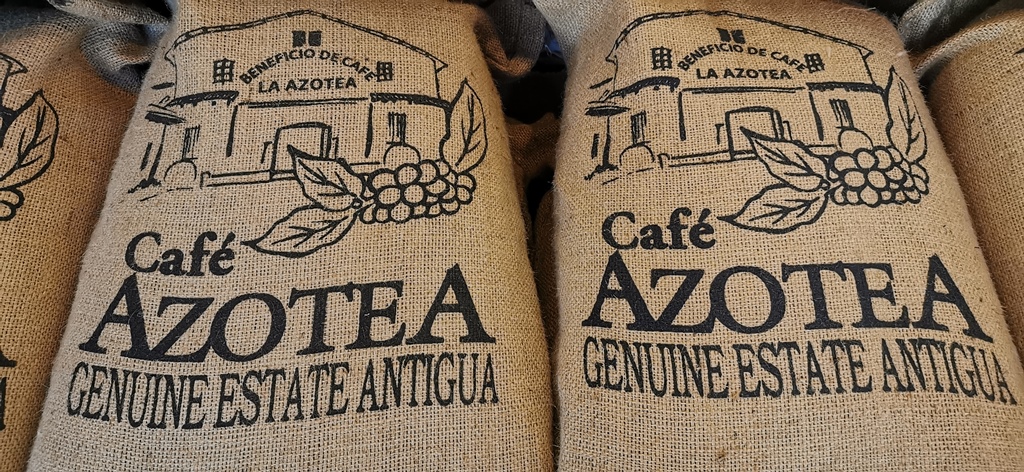 BENEFICIO DE CAFE
LA AZOTEA
Café
AZOTEA
GENUINE ESTATE ANTIGUA
BENEFICIO DE CAFE
LA AZOTEA
Café
AZOTEA
GENUINE ESTATE ANTIGUA